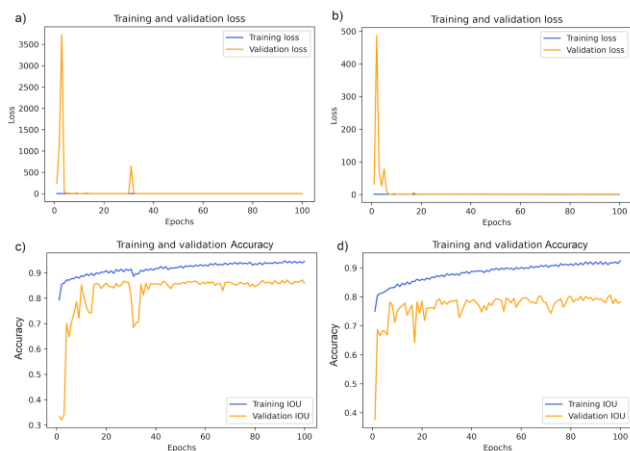 a)
Training and validation loss
Training loss
Validation loss
3500
3000
2500
2000
1500
1000
500
0
Loss
0
20
40
60
80
100
Epochs
b)
Training and validation loss
Training loss
Validation loss
500
400
300
200
100
0
Loss
0
20
40
60
80
100
Epochs
c)
Training and validation Accuracy
0.9
0.8
0.7
0.6
0.5
0.4
0.3
Accuracy
Training IOU
Validation IOU
0
20
40
60
80
100
Epochs
d)
Training and validation Accuracy
0.9
0.8
0.7
0.6
0.5
0.4
Accuracy
Training IOU
Validation IOU
0
20
40
60
80
100
Epochs